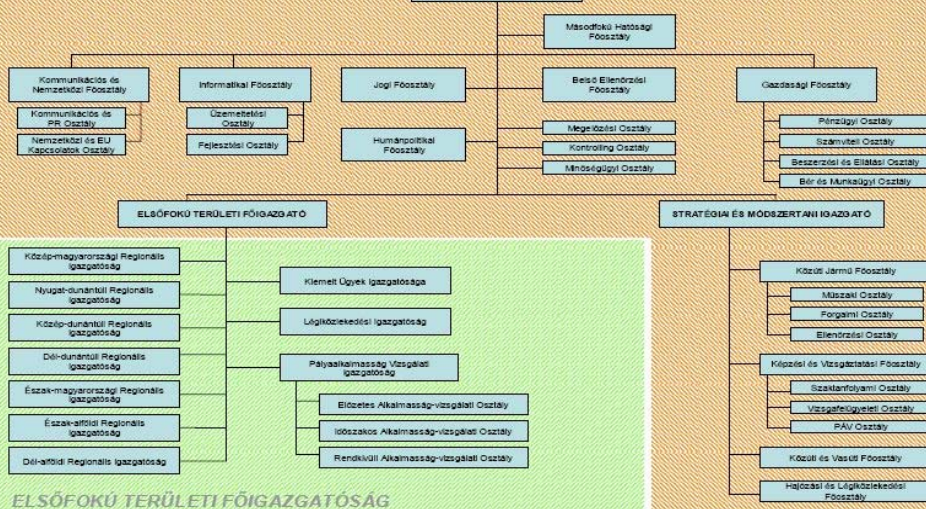 Másodfokú Hatósági
Főosztály
Kommunikációs és
Nemzetközi Főosztály
Informatikai Főosztály
Jogi Főosztály
Belső Ellenőrzési
Főosztály
Gazdasági Főosztály
Kommunikációs és
PR Osztály
Nemzetközi és EU
Kapcsolatok Osztály
Üzemeltetési
Osztály
Fejlesztési Osztály
Humánpolitikai
Főosztály
Megelőzési Osztály
Kontrolling Osztály
Minőségügyi Osztály
Pénzügyi Osztály
Számviteli Osztály
Beszerzési és Ellátási Osztály
Bér és Munkaügyi Osztály
ELSŐFOKÚ TERÜLETI FŐIGAZGATÓ
STRATÉGIAI ÉS MÓDSZERTANI IGAZGATÓ
Közép-magyarországi Regionális
Igazgatóság
Nyugat-dunántúli Regionális
Igazgatóság
Közép-dunántúli Regionális
Igazgatóság
Dél-dunántúli Regionális
Igazgatóság
Észak-magyarországi Regionális
Igazgatóság
Észak-alföldi Regionális
Igazgatóság
Dél-alföldi Regionális Igazgatóság
Kiemelt Ügyek Igazgatósága
Légiközlekedési Igazgatóság
Pályaalkalmasság Vizsgálati
Igazgatóság
Előzetes Alkalmasság-vizsgálati Osztály
Időszakos Alkalmasság-vizsgálati Osztály
Rendkívüli Alkalmasság-vizsgálati Osztály
Közúti Jármű Főosztály
Műszaki Osztály
Forgalmi Osztály
Ellenőrzési Osztály
Képzési és Vizsgáztatási Főosztály
Szaktanfolyami Osztály
Vizsgafelügyeleti Osztály
PÁV Osztály
Közúti és Vasúti Főosztály
Hajózási és Légiközlekedési
Főosztály
ELSŐFOKÚ TERÜLETI FŐIGAZGATÓSÁG